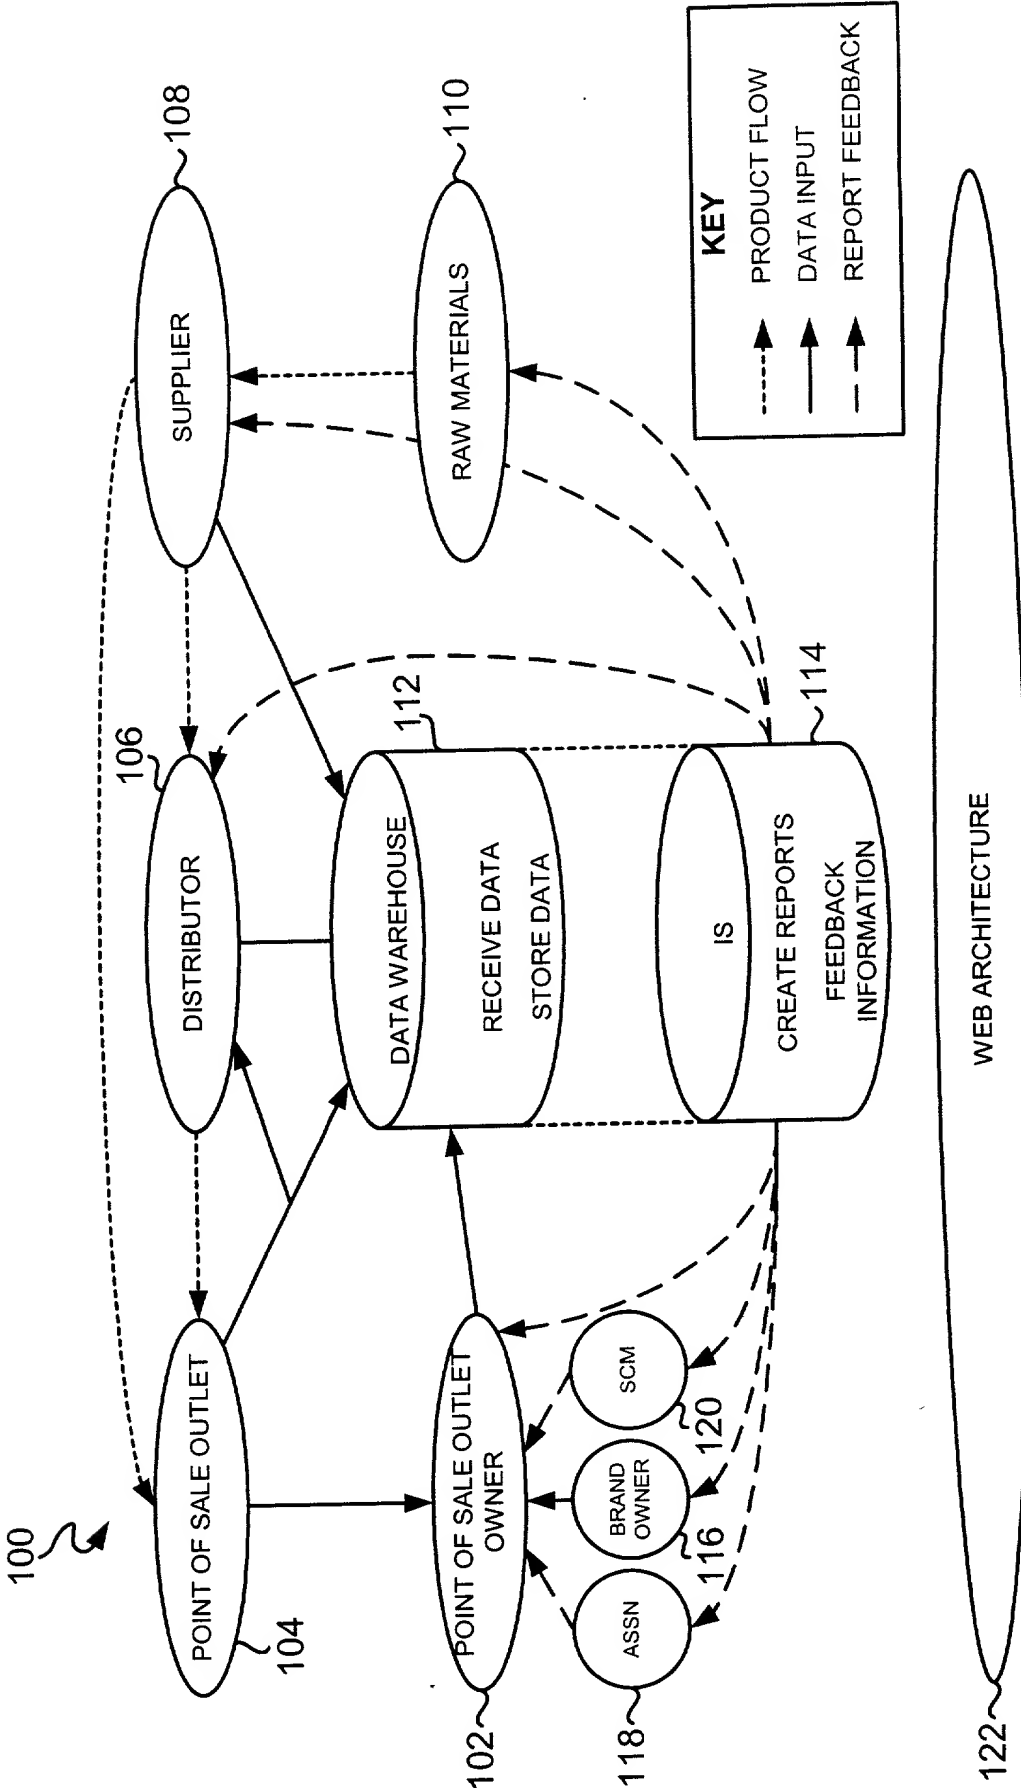 100
POINT OF SALE OUTLET
104
DISTRIBUTOR
106
SUPPLIER
108
POINT OF SALE OUTLET
OWNER
102
DATA WAREHOUSE
RECEIVE DATA
STORE DATA
112
RAW MATERIALS
110
ASSN
118
BRAND
OWNER
116
SCM
120
IS
CREATE REPORTS
FEEDBACK
INFORMATION
114
KEY
PRODUCT FLOW
DATA INPUT
REPORT FEEDBACK
WEB ARCHITECTURE
122